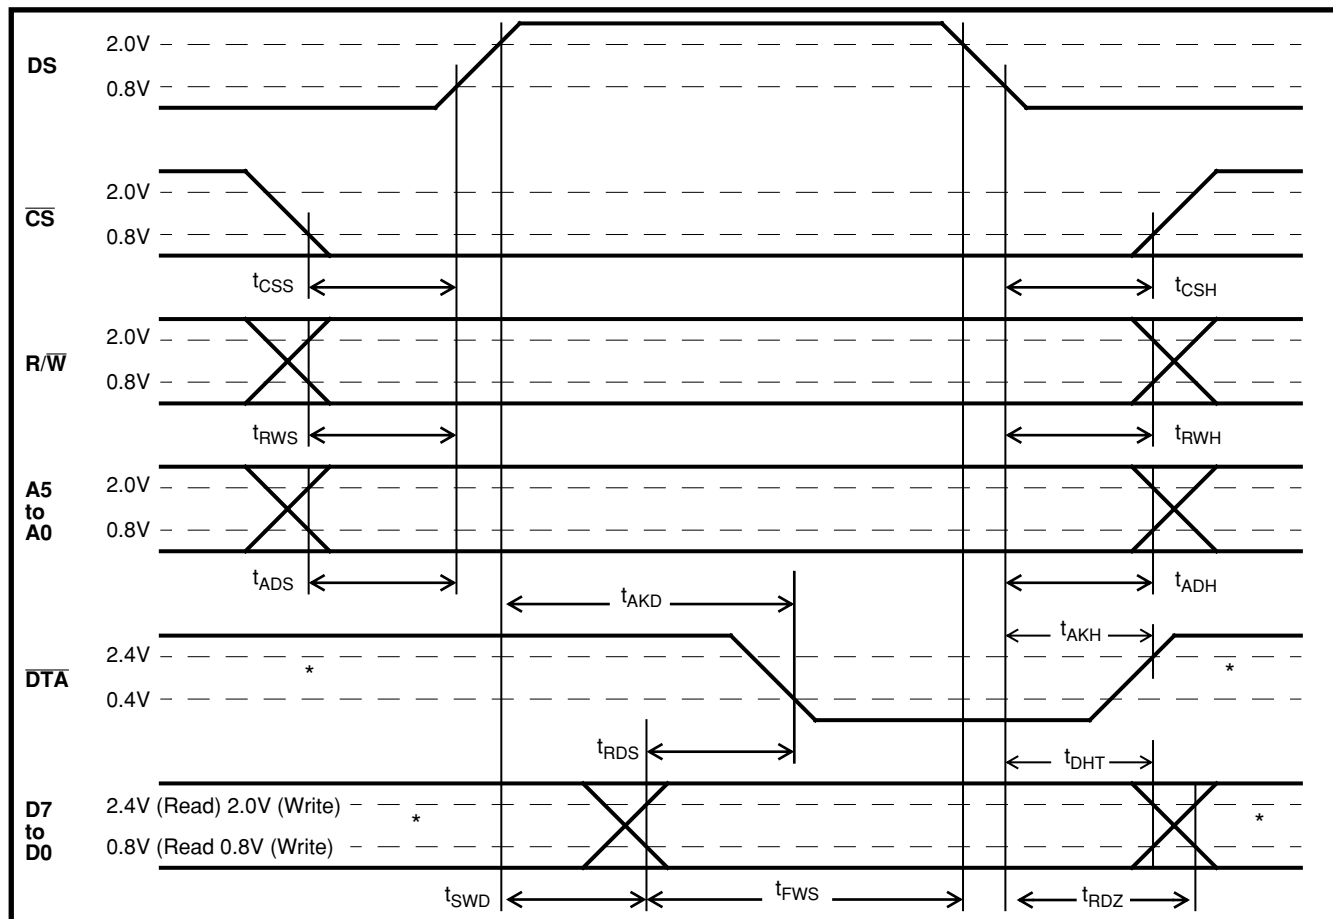 DS
2.0V
0.8V
C̅S̅
2.0V
0.8V
tCSS
tCSH
R/W̅
2.0V
0.8V
tRWS
tRWH
A5
to
A0
2.0V
0.8V
tADS
tAKD
tADH
tAKH
D̅T̅A̅
2.4V
*
*
0.4V
tRDS
tDHT
D7
to
D0
2.4V (Read) 2.0V (Write)
*
*
0.8V (Read 0.8V (Write)
tSWD
tFWS
tRDZ